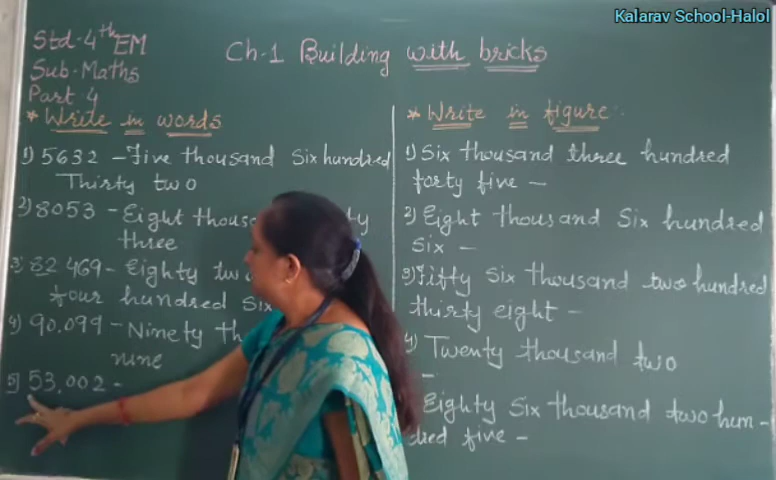 Kalarav School-Halol
Std-4th EM
Sub-Maths
Part 4
Ch-1 Building with bricks
* Write in words
1) 5632 - Five thousand Six hundred
Thirty two
2) 8053 - Eight
three
3) 82 469 - Eighty
four hundred
4) 90,099 - Ninety
nine
5) 53,002 -
* Write in figure:
1) Six thousand three hundred
forty five -
2) Eight thousand Six hundred
six -
3) Fifty six thousand two hundred
thirty eight -
4) Twenty thousand two
-
Eighty Six thousand two hun-
dred five -